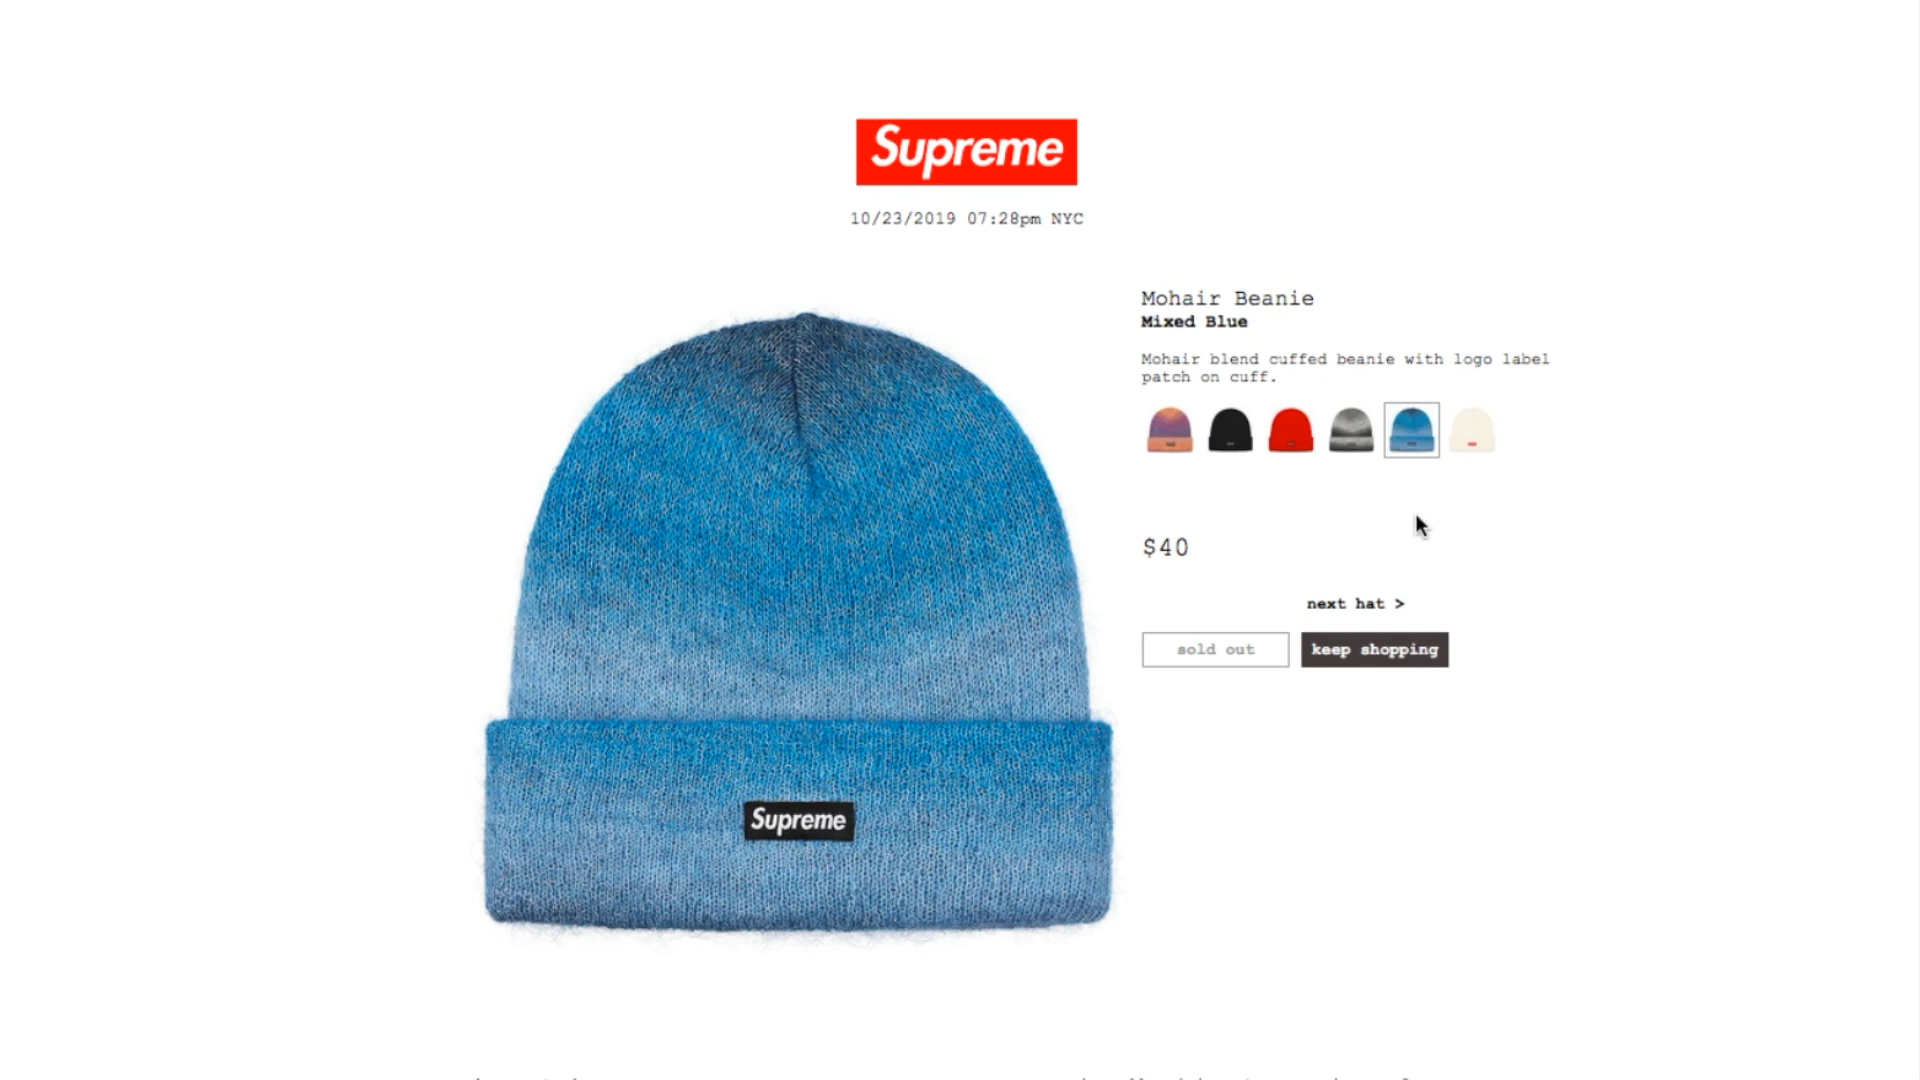 Supreme
10/23/2019 07:28pm NYC
Mohair Beanie
Mixed Blue
Mohair blend cuffed beanie with logo label
patch on cuff.
$40
next hat >
sold out
keep shopping
Supreme